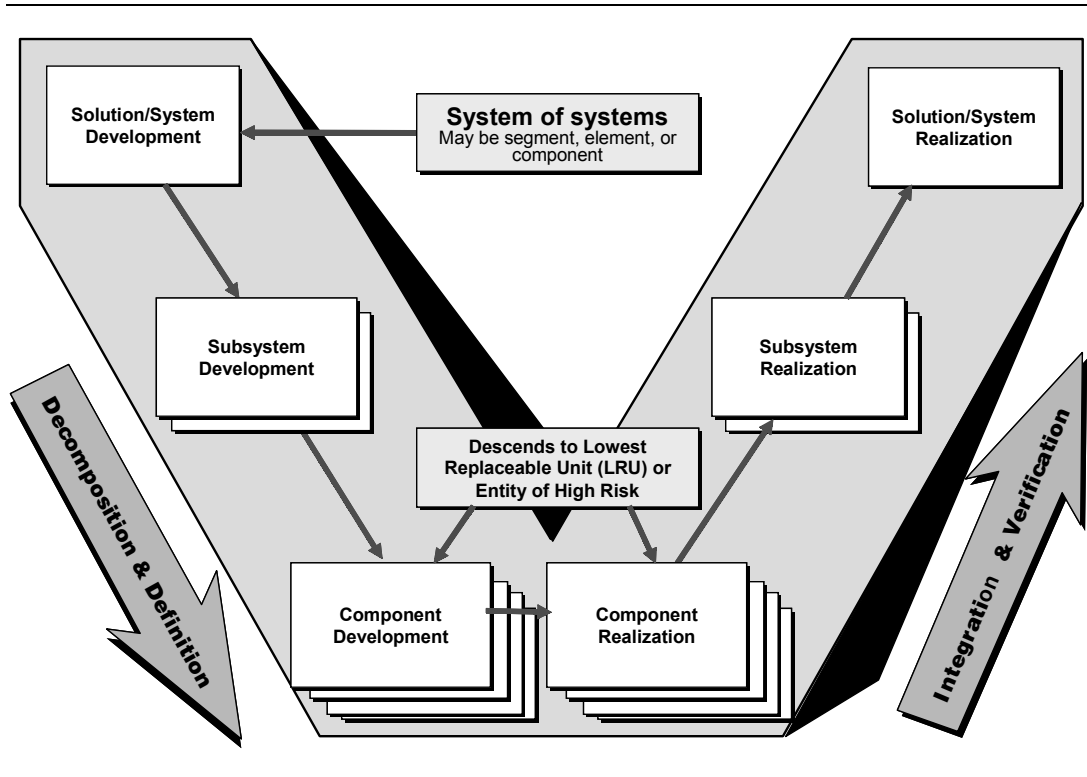 Solution/System
Development
System of systems
May be segment, element, or
component
Solution/System
Realization
Subsystem
Development
Subsystem
Realization
Descends to Lowest
Replaceable Unit (LRU) or
Entity of High Risk
Decomposition & Definition
Integration & Verification
Component
Development
Component
Realization